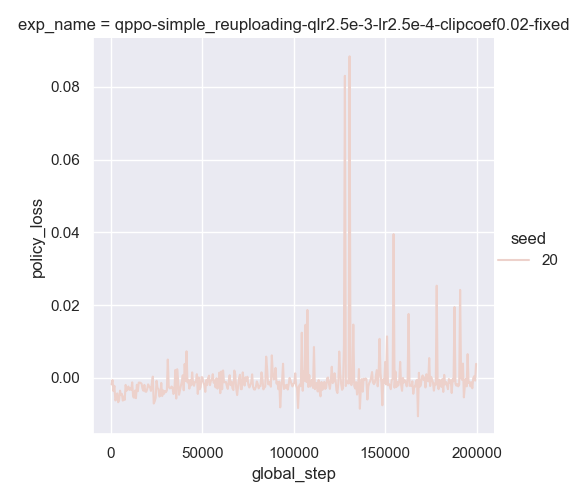 exp_name = qppo-simple_reuploading-qlr2.5e-3-lr2.5e-4-clipcoef0.02-fixed
0.08
0.06
0.04
0.02
0.00
policy_loss
seed
20
0
50000
100000
150000
200000
global_step